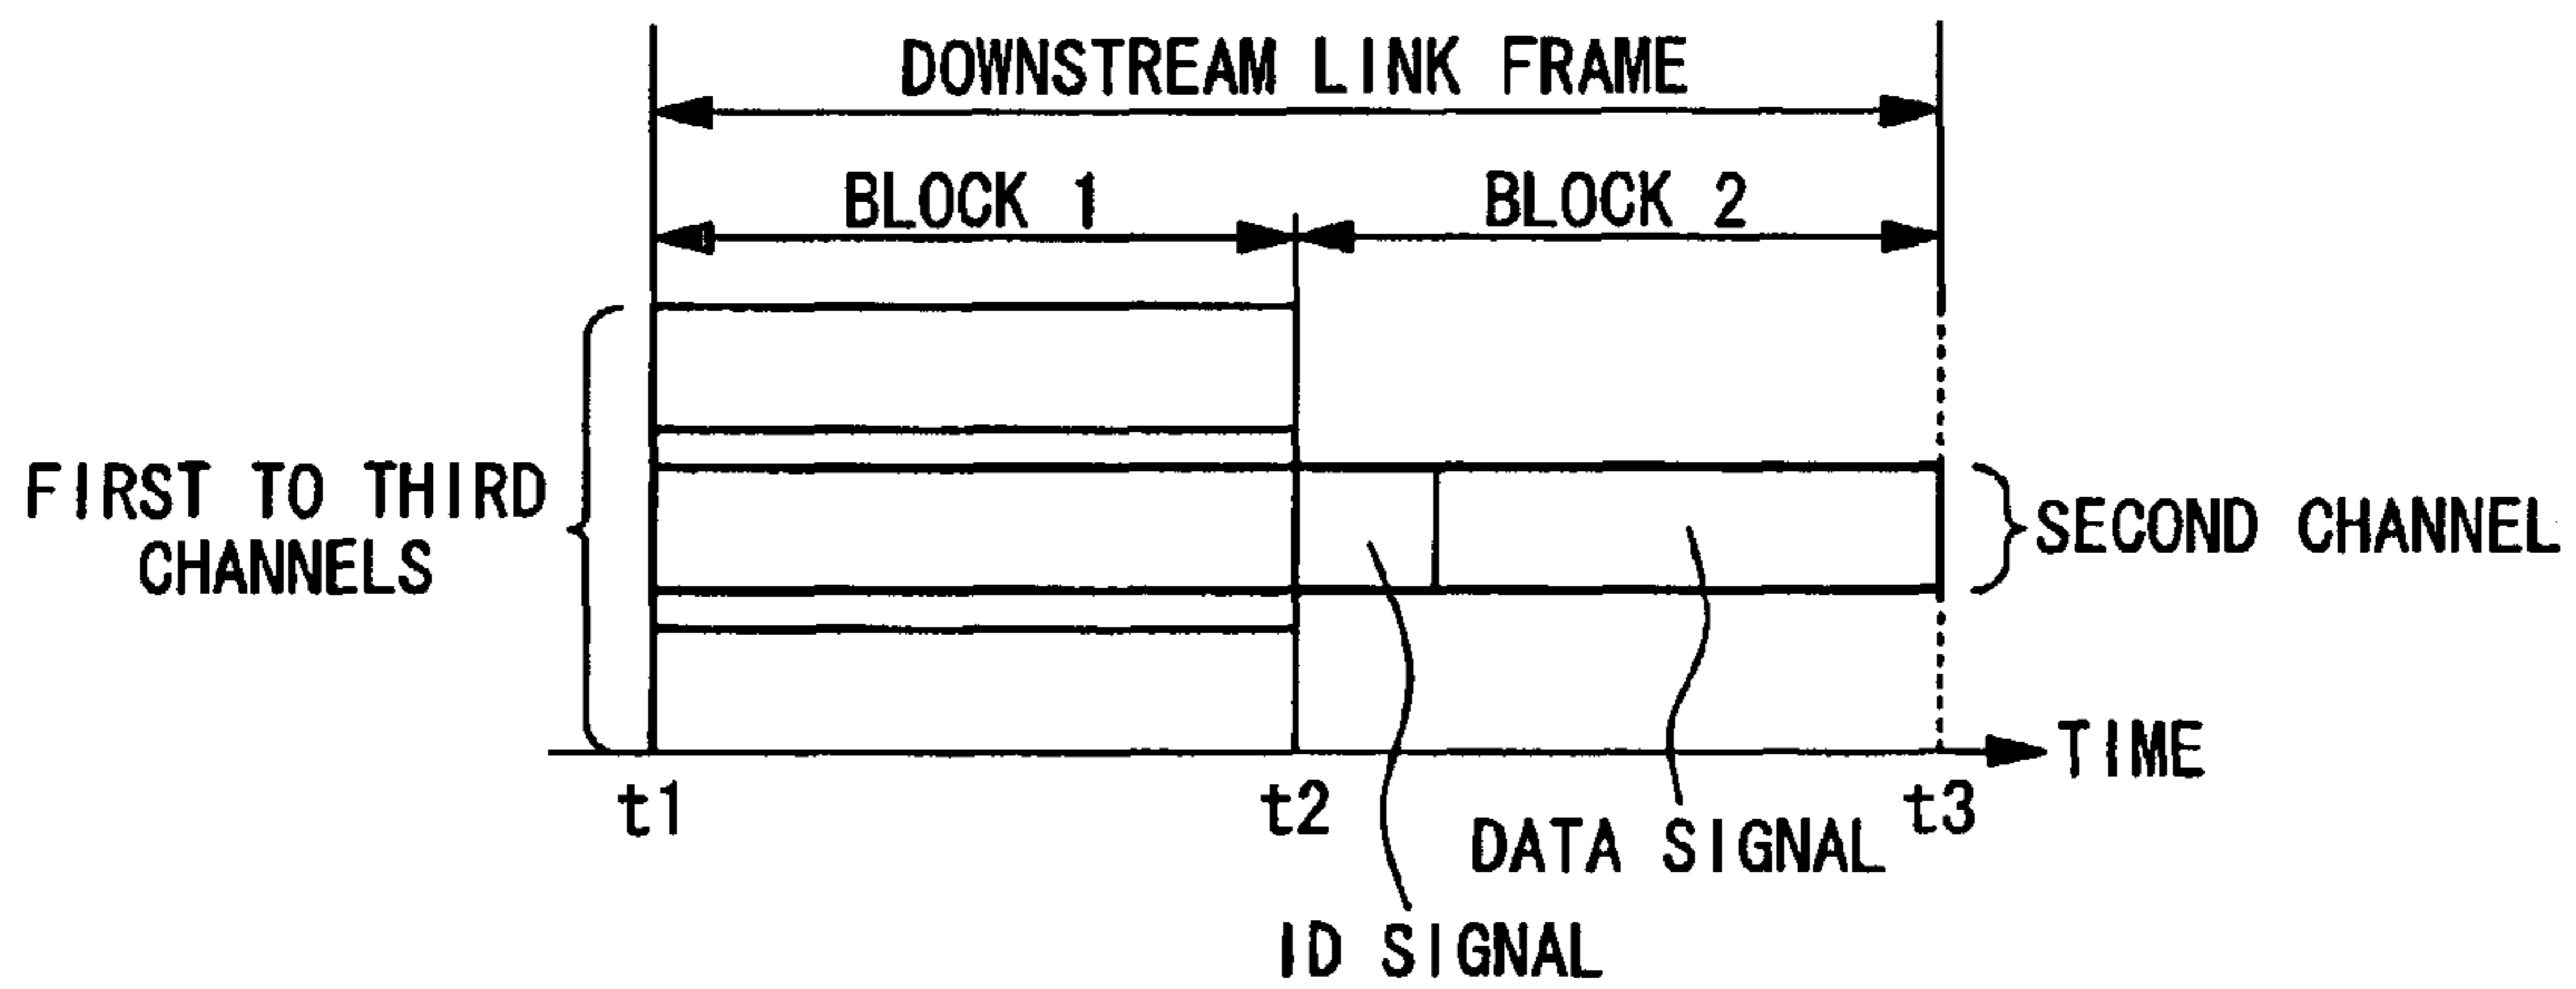 DOWNSTREAM LINK FRAME
BLOCK 1
BLOCK 2
FIRST TO THIRD
CHANNELS
SECOND CHANNEL
TIME
t1
t2
t3
DATA SIGNAL
ID SIGNAL